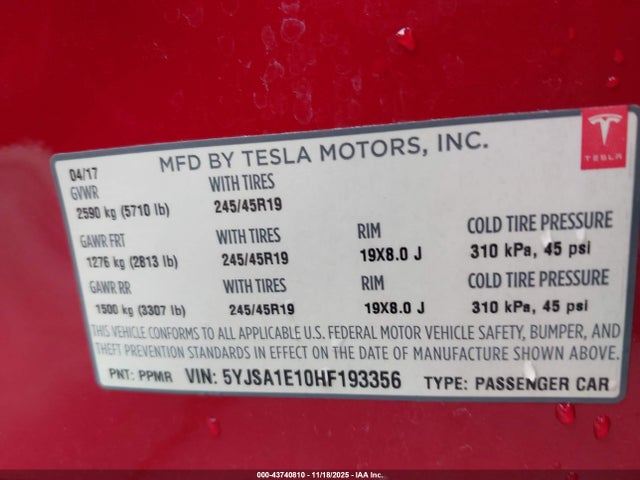 MFD BY TESLA MOTORS, INC.
TESLA
04/17
GVWR WITH TIRES
2590 kg (5710 lb) 245/45R19
GAWR FRT WITH TIRES RIM COLD TIRE PRESSURE
1276 kg (2813 lb) 245/45R19 19X8.0 J 310 kPa, 45 psi
GAWR RR WITH TIRES RIM COLD TIRE PRESSURE
1500 kg (3307 lb) 245/45R19 19X8.0 J 310 kPa, 45 psi
THIS VEHICLE CONFORMS TO ALL APPLICABLE U.S. FEDERAL MOTOR VEHICLE SAFETY, BUMPER, AND
THEFT PREVENTION STANDARDS IN EFFECT ON THE DATE OF MANUFACTURE SHOWN ABOVE.
PNT: PPMR VIN: 5YJSA1E10HF193356 TYPE: PASSENGER CAR
000-43740810 - 11/18/2025 - IAA Inc.